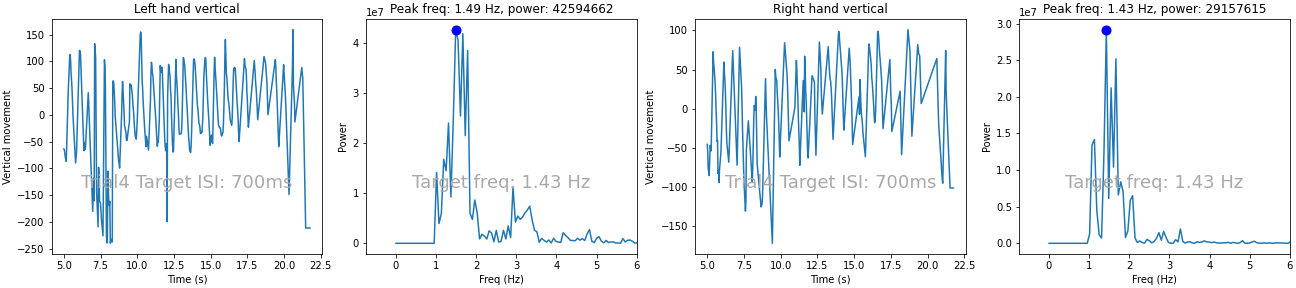 Left hand vertical
Vertical movement
150
100
50
0
−50
−100
−150
−200
−250
Trial4 Target ISI: 700ms
5.0 7.5 10.0 12.5 15.0 17.5 20.0 22.5
Time (s)
1e7 Peak freq: 1.49 Hz, power: 42594662
Power
4
3
2
1
0
Target freq: 1.43 Hz
0 1 2 3 4 5 6
Freq (Hz)
Right hand vertical
Vertical movement
100
50
0
−50
−100
−150
Trial4 Target ISI: 700ms
5.0 7.5 10.0 12.5 15.0 17.5 20.0 22.5
Time (s)
1e7 Peak freq: 1.43 Hz, power: 29157615
Power
3.0
2.5
2.0
1.5
1.0
0.5
0.0
Target freq: 1.43 Hz
0 1 2 3 4 5 6
Freq (Hz)